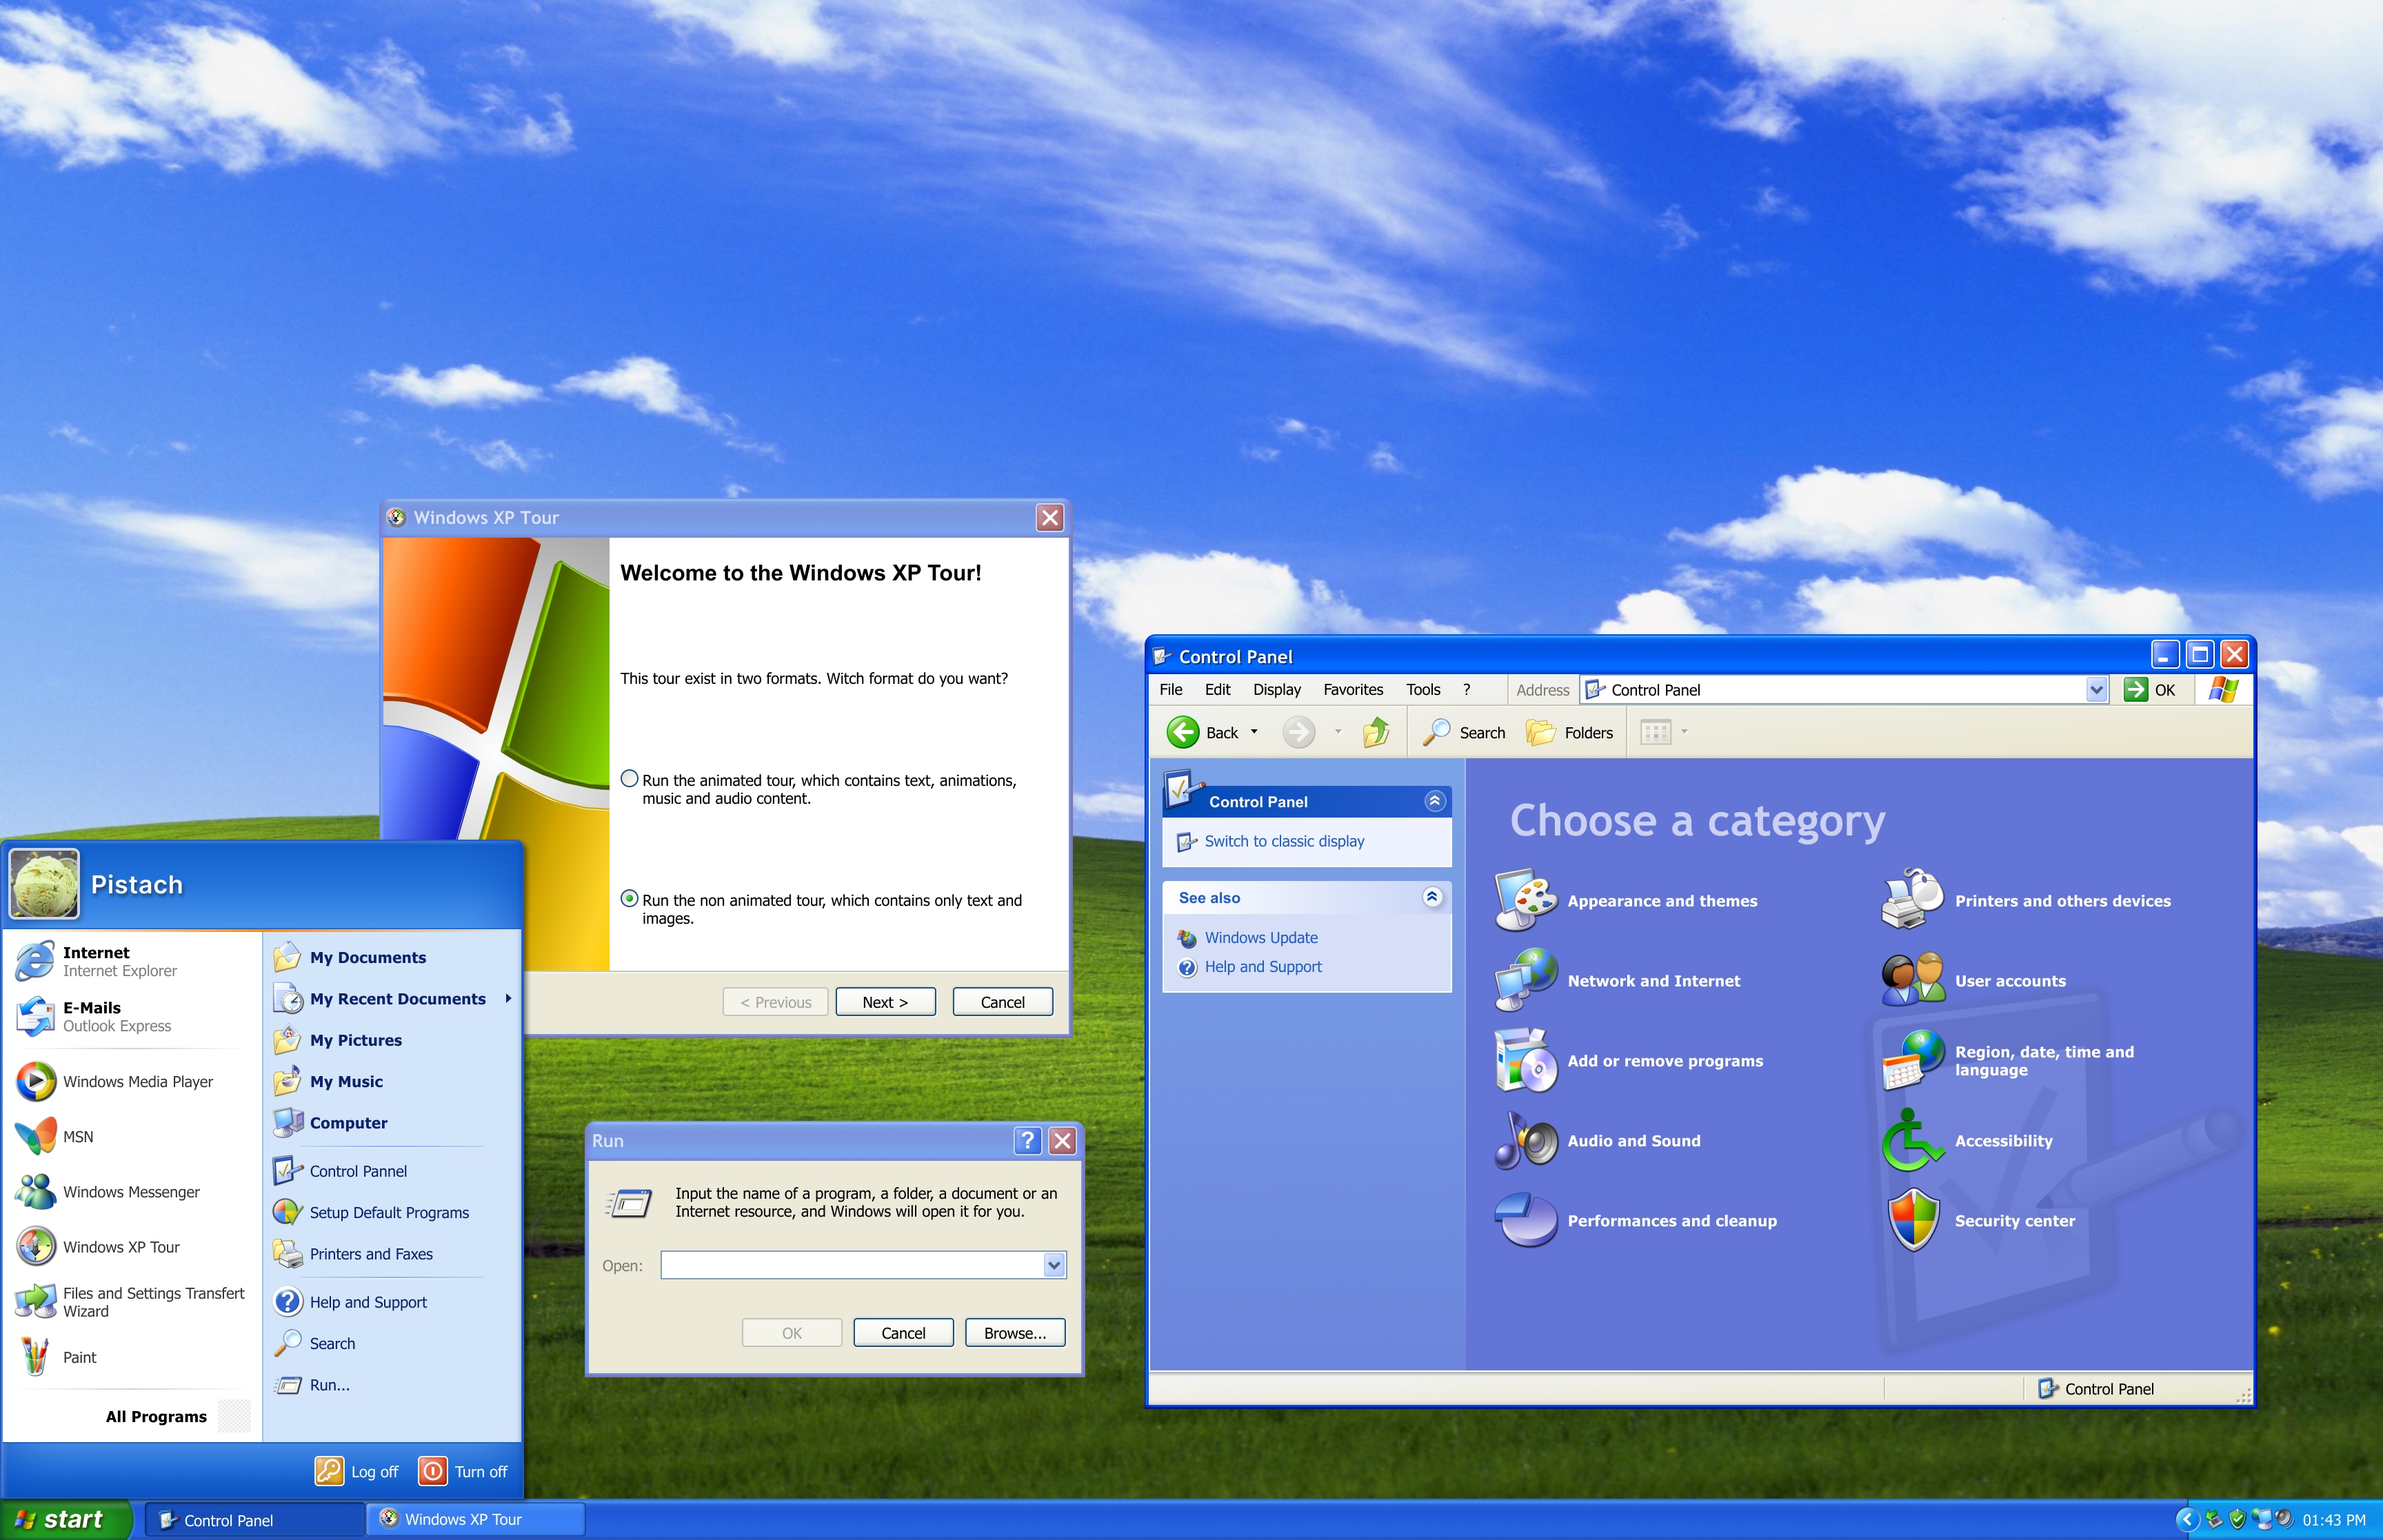 Windows XP Tour
Welcome to the Windows XP Tour!
This tour exist in two formats. Witch format do you want?
Run the animated tour, which contains text, animations,
music and audio content.
Run the non animated tour, which contains only text and
images.
< Previous
Next >
Cancel
Control Panel
File Edit Display Favorites Tools ? Address Control Panel OK
Back Search Folders
Control Panel
Switch to classic display
See also
Windows Update
Help and Support
Choose a category
Appearance and themes
Printers and others devices
Network and Internet
User accounts
Add or remove programs
Region, date, time and
language
Audio and Sound
Accessibility
Performances and cleanup
Security center
Control Panel
Pistach
Internet
Internet Explorer
E-Mails
Outlook Express
Windows Media Player
MSN
Windows Messenger
Windows XP Tour
Files and Settings Transfert
Wizard
Paint
All Programs
My Documents
My Recent Documents
My Pictures
My Music
Computer
Control Pannel
Setup Default Programs
Printers and Faxes
Help and Support
Search
Run...
Log off
Turn off
Run
?
Input the name of a program, a folder, a document or an
Internet resource, and Windows will open it for you.
Open:
OK
Cancel
Browse...
start
Control Panel
Windows XP Tour
01:43 PM